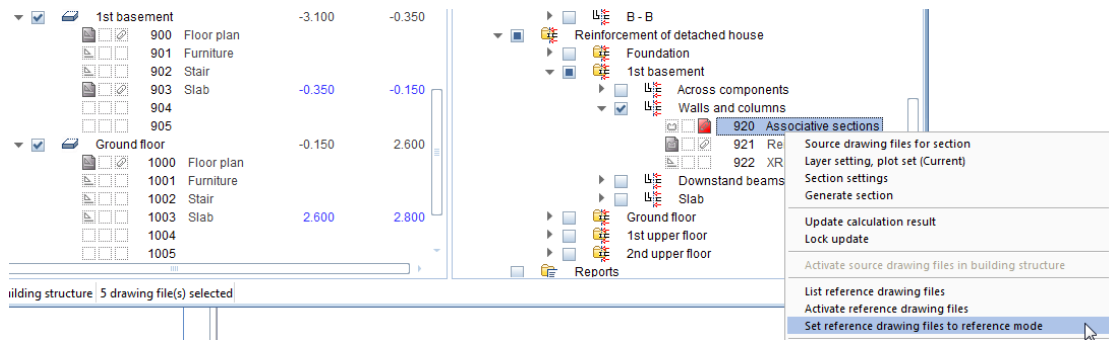 1st basement -3.100 -0.350
900 Floor plan
901 Furniture
902 Stair
903 Slab -0.350 -0.150
904
905
Ground floor -0.150 2.600
1000 Floor plan
1001 Furniture
1002 Stair
1003 Slab 2.600 2.800
1004
1005
uilding structure 5 drawing file(s) selected
B - B
Reinforcement of detached house
Foundation
1st basement
Across components
Walls and columns
920 Associative sections
921 Re
922 XR
Downstand beams
Slab
Ground floor
1st upper floor
2nd upper floor
Reports
Source drawing files for section
Layer setting, plot set (Current)
Section settings
Generate section
Update calculation result
Lock update
Activate source drawing files in building structure
List reference drawing files
Activate reference drawing files
Set reference drawing files to reference mode